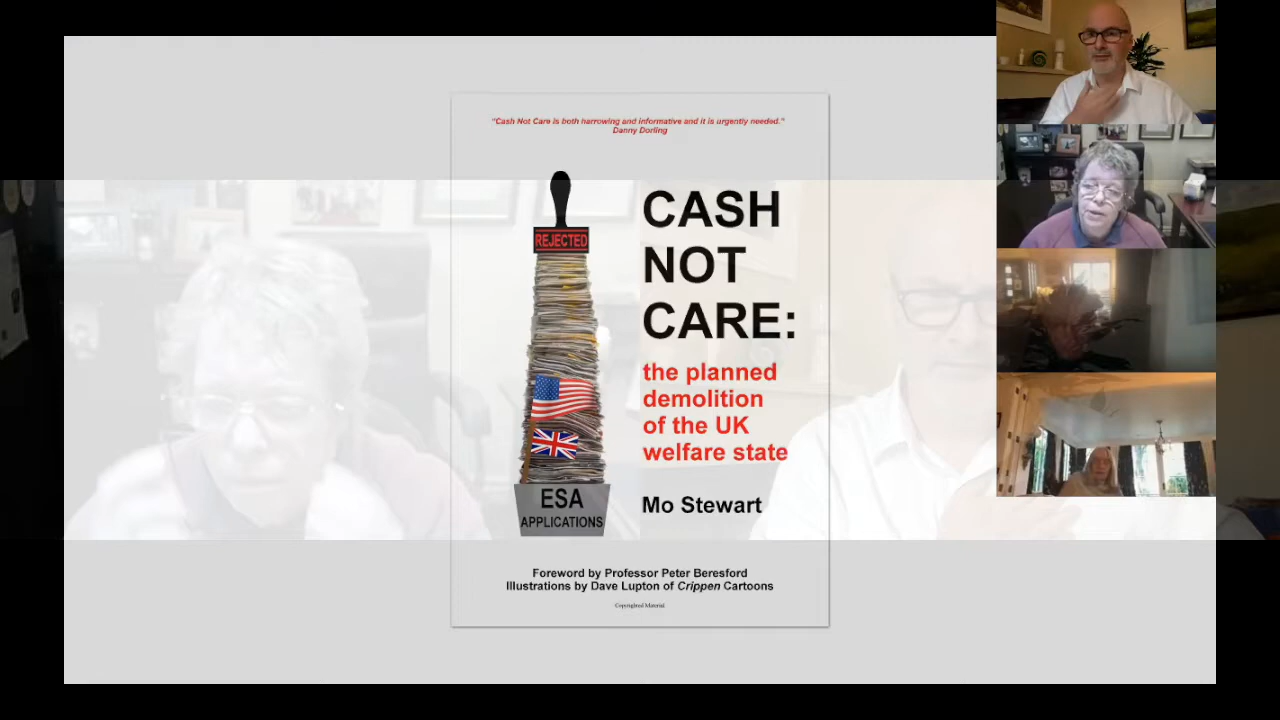 "Cash Not Care is both harrowing and informative and it is urgently needed."
Danny Dorling
REJECTED
CASH
NOT
CARE:
the planned
demolition
of the UK
welfare state
ESA
APPLICATIONS
Mo Stewart
Foreword by Professor Peter Beresford
Illustrations by Dave Lupton of Crippen Cartoons
Copyrighted Material